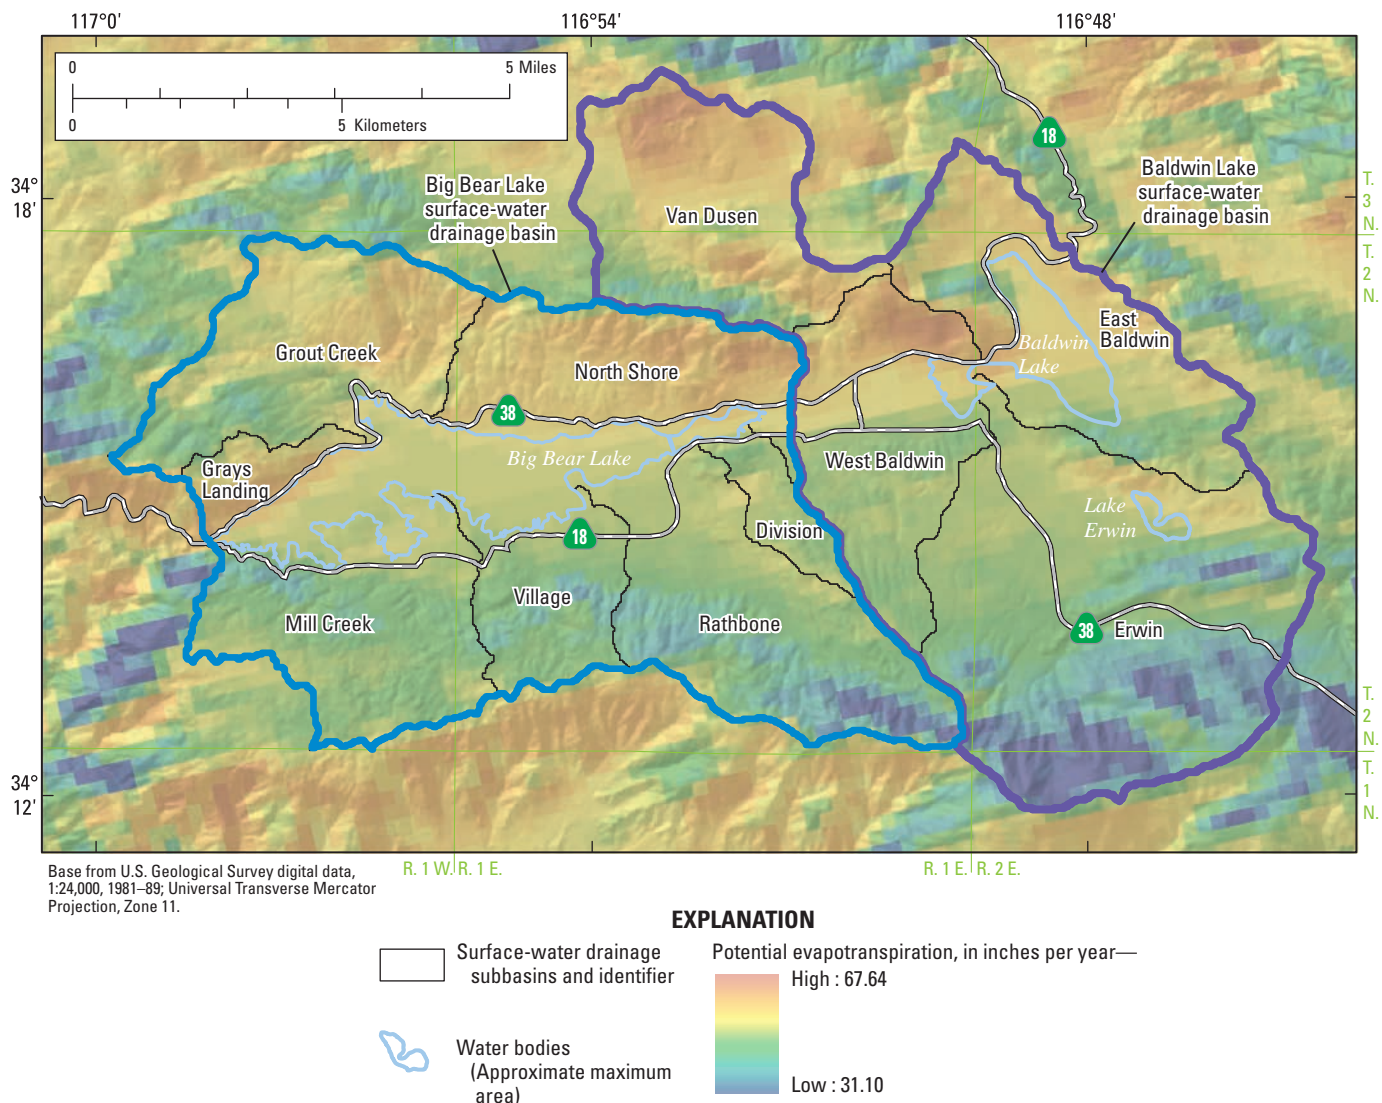 117°0'
116°54'
116°48'
0
5 Miles
0
5 Kilometers
34°
18'
34°
12'
18
Big Bear Lake
surface-water
drainage basin
Van Dusen
Baldwin Lake
surface-water
drainage basin
T.
3
N.
T.
2
N.
Grout Creek
North Shore
East
Baldwin
Baldwin
Lake
38
Grays
Landing
Big Bear Lake
West Baldwin
Lake
Erwin
18
Division
Village
Mill Creek
Rathbone
38
Erwin
T.
2
N.
T.
1
N.
R. 1 W.
R. 1 E.
R. 1 E.
R. 2 E.
Base from U.S. Geological Survey digital data,
1:24,000, 1981–89; Universal Transverse Mercator
Projection, Zone 11.
EXPLANATION
Surface-water drainage
subbasins and identifier
Water bodies
(Approximate maximum
area)
Potential evapotranspiration, in inches per year—
High : 67.64
Low : 31.10